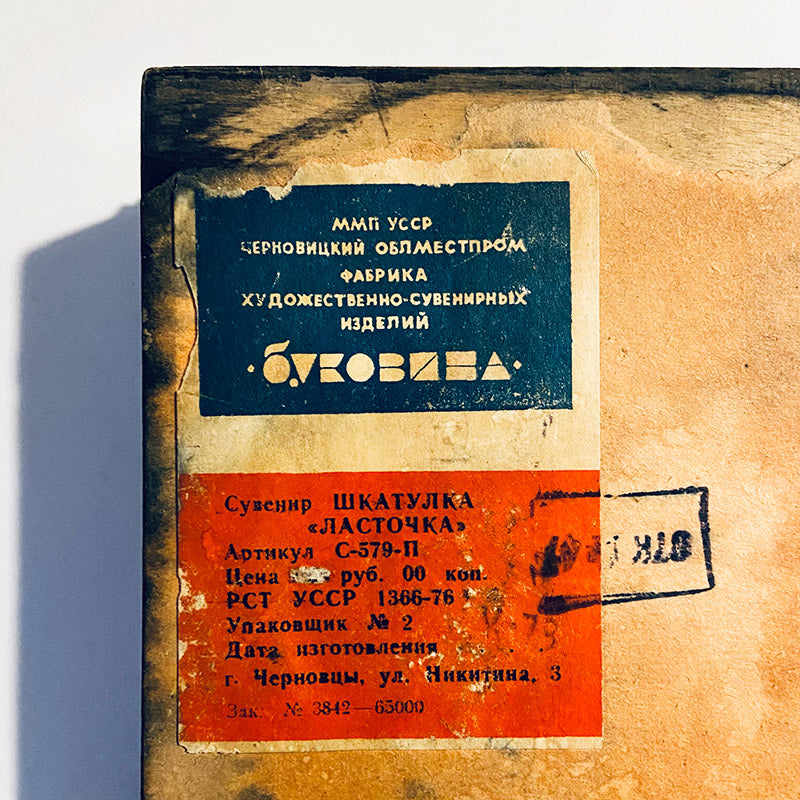 ММП УССР
ЧЕРНОВИЦКИЙ ОБЛМЕСТПРОМ
ФАБРИКА
ХУДОЖЕСТВЕННО-СУВЕНИРНЫХ
ИЗДЕЛИЙ
·БУКОВИНА·
Сувенир ШКАТУЛКА
«ЛАСТОЧКА»
Артикул С-579-П
Цена руб. 00 коп.
РСТ УССР 1366-76
Упаковщик № 2
Дата изготовления
г. Черновцы, ул. Никитина, 3
Зак. № 3842—65000
ОТК